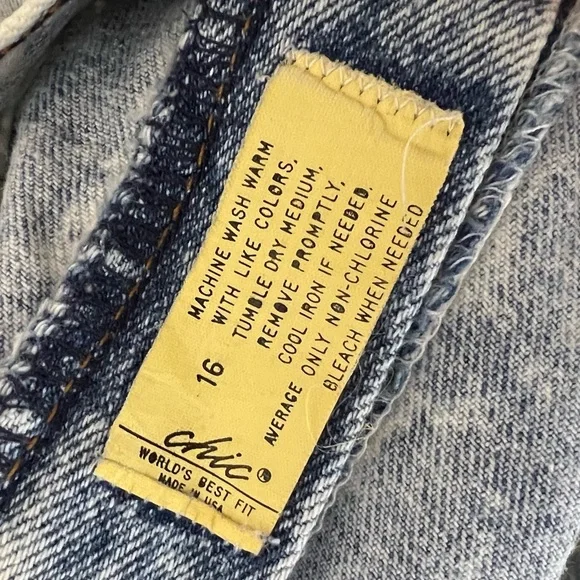 MACHINE WASH WARM
WITH LIKE COLORS,
TUMBLE DRY MEDIUM,
REMOVE PROMPTLY,
COOL IRON IF NEEDED.
ONLY NON-CHLORINE
BLEACH WHEN NEEDED
16
AVERAGE
chic ®
WORLD'S BEST FIT
MADE IN USA